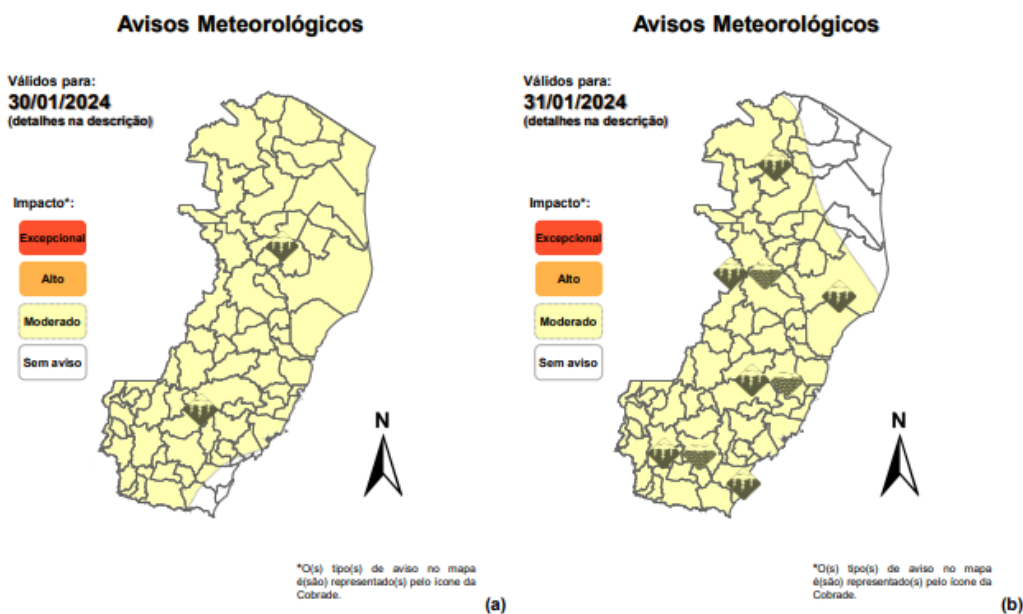 Avisos Meteorológicos
Válidos para:
30/01/2024
(detalhes na descrição)
Impacto*:
Excepcional
Alto
Moderado
Sem aviso
N
*O(s) tipo(s) de aviso no mapa
é(são) representado(s) pelo ícone da
Cobrade.
(a)
Avisos Meteorológicos
Válidos para:
31/01/2024
(detalhes na descrição)
Impacto*:
Excepcional
Alto
Moderado
Sem aviso
N
*O(s) tipo(s) de aviso no mapa
é(são) representado(s) pelo ícone da
Cobrade.
(b)